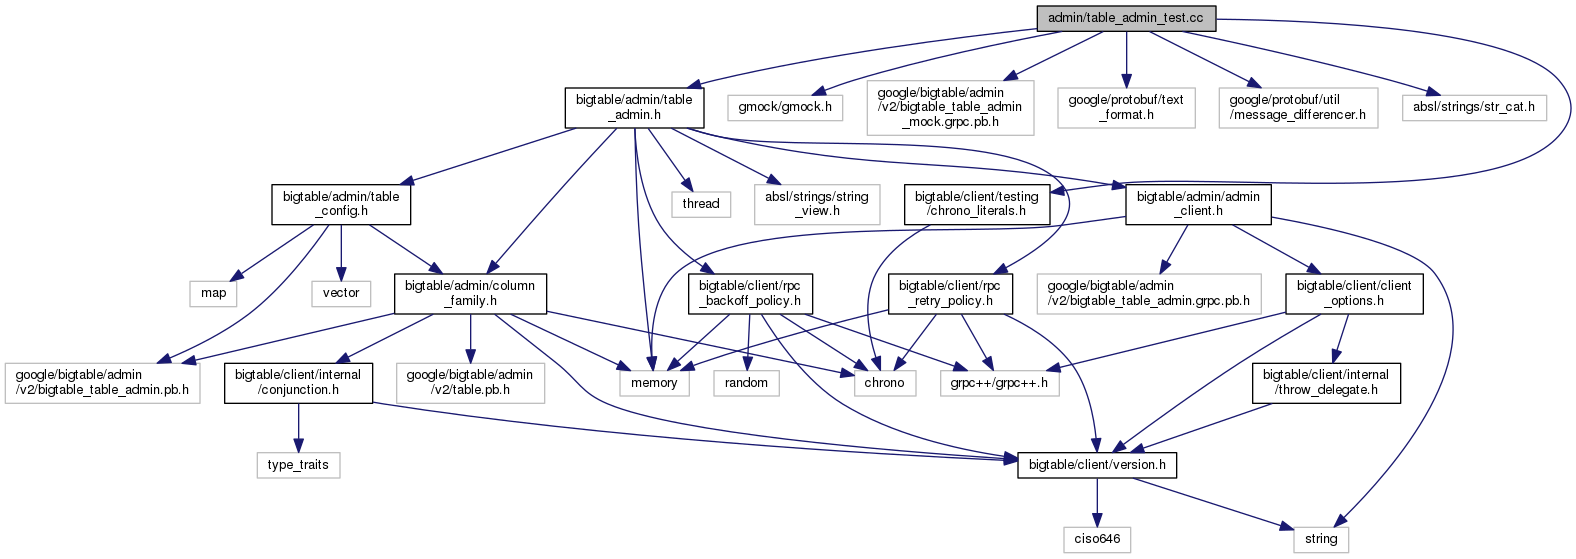 admin/table_admin_test.cc
bigtable/admin/table
_admin.h
gmock/gmock.h
google/bigtable/admin
/v2/bigtable_table_admin
_mock.grpc.pb.h
google/protobuf/text
_format.h
google/protobuf/util
/message_differencer.h
absl/strings/str_cat.h
bigtable/admin/table
_config.h
thread
absl/strings/string
_view.h
bigtable/client/testing
/chrono_literals.h
bigtable/admin/admin
_client.h
map
vector
bigtable/admin/column
_family.h
bigtable/client/rpc
_backoff_policy.h
bigtable/client/rpc
_retry_policy.h
google/bigtable/admin
/v2/bigtable_table_admin.grpc.pb.h
bigtable/client/client
_options.h
google/bigtable/admin
/v2/bigtable_table_admin.pb.h
bigtable/client/internal
/conjunction.h
google/bigtable/admin
/v2/table.pb.h
memory
random
chrono
grpc++/grpc++.h
bigtable/client/internal
/throw_delegate.h
type_traits
bigtable/client/version.h
ciso646
string